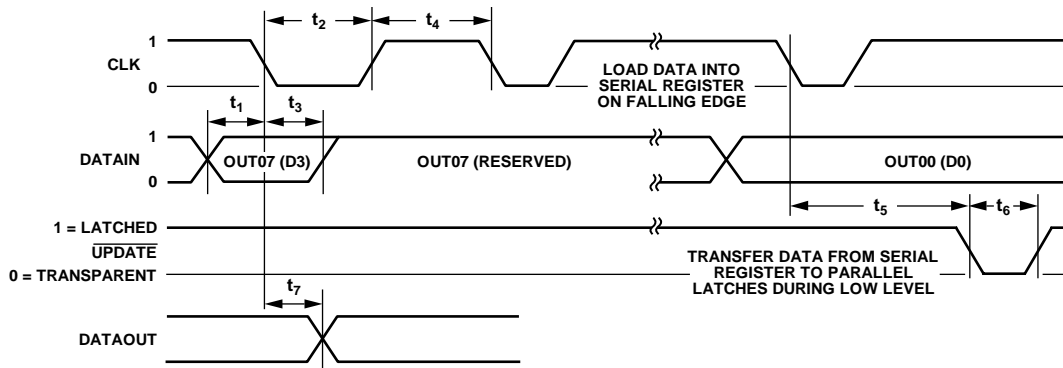 t2
t4
1
CLK
0
LOAD DATA INTO
SERIAL REGISTER
ON FALLING EDGE
t1
t3
1
DATAIN
0
OUT07 (D3)
OUT07 (RESERVED)
OUT00 (D0)
t5
t6
1 = LATCHED
UPDATE
0 = TRANSPARENT
TRANSFER DATA FROM SERIAL
REGISTER TO PARALLEL
LATCHES DURING LOW LEVEL
t7
DATAOUT